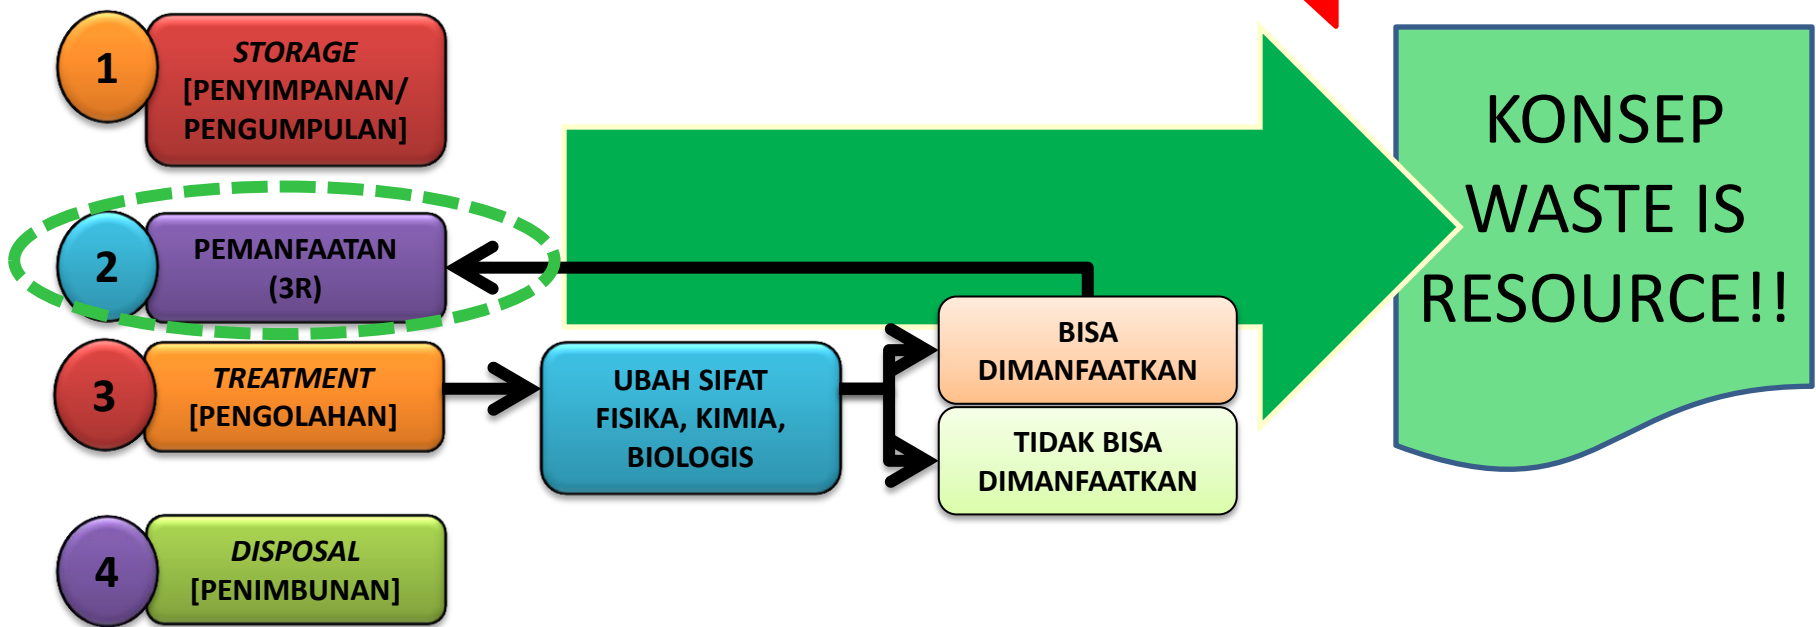 1
STORAGE
[PENYIMPANAN/
PENGUMPULAN]
2
PEMANFAATAN
(3R)
3
TREATMENT
[PENGOLAHAN]
UBAH SIFAT
FISIKA, KIMIA,
BIOLOGIS
BISA
DIMANFAATKAN
TIDAK BISA
DIMANFAATKAN
4
DISPOSAL
[PENIMBUNAN]
KONSEP
WASTE IS
RESOURCE!!